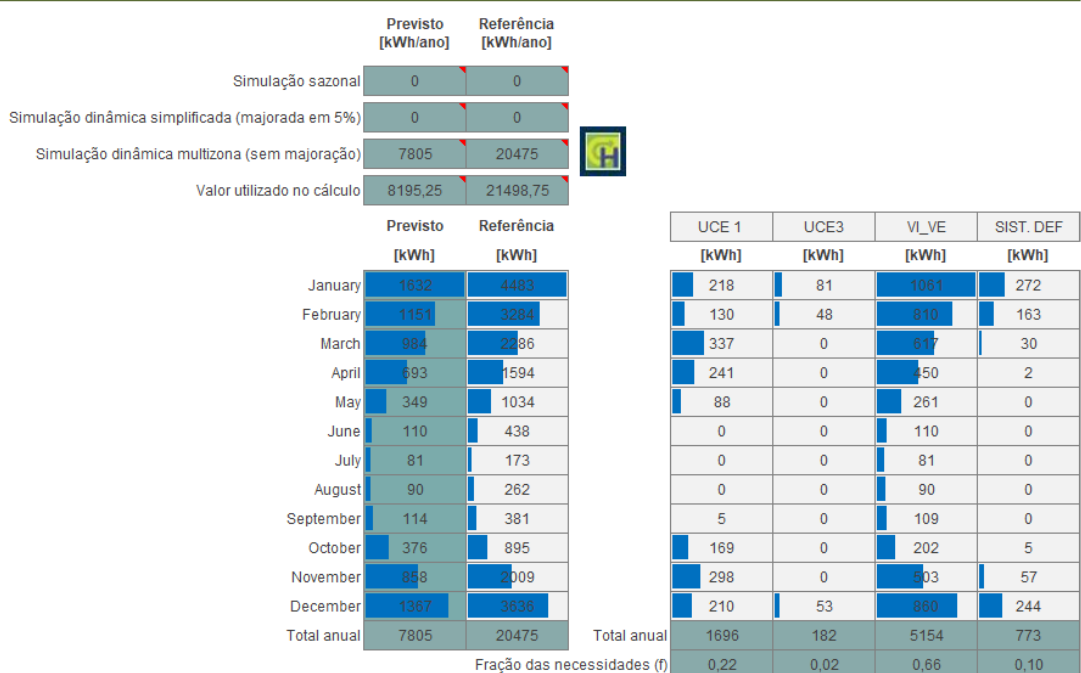 Previsto Referência
[kWh/ano] [kWh/ano]
Simulação sazonal 0 0
Simulação dinâmica simplificada (majorada em 5%) 0 0
Simulação dinâmica multizona (sem majoração) 7805 20475
H
Valor utilizado no cálculo 8195,25 21498,75
Previsto Referência UCE 1 UCE3 VI_VE SIST. DEF
[kWh] [kWh] [kWh] [kWh] [kWh] [kWh]
January 1632 4483 218 81 1061 272
February 1151 3284 130 48 810 163
March 984 2286 337 0 617 30
April 693 1594 241 0 450 2
May 349 1034 88 0 261 0
June 110 438 0 0 110 0
July 81 173 0 0 81 0
August 90 262 0 0 90 0
September 114 381 5 0 109 0
October 376 895 169 0 202 5
November 858 2009 298 0 503 57
December 1367 3636 210 53 860 244
Total anual 7805 20475 Total anual 1696 182 5154 773
Fração das necessidades (f) 0,22 0,02 0,66 0,10